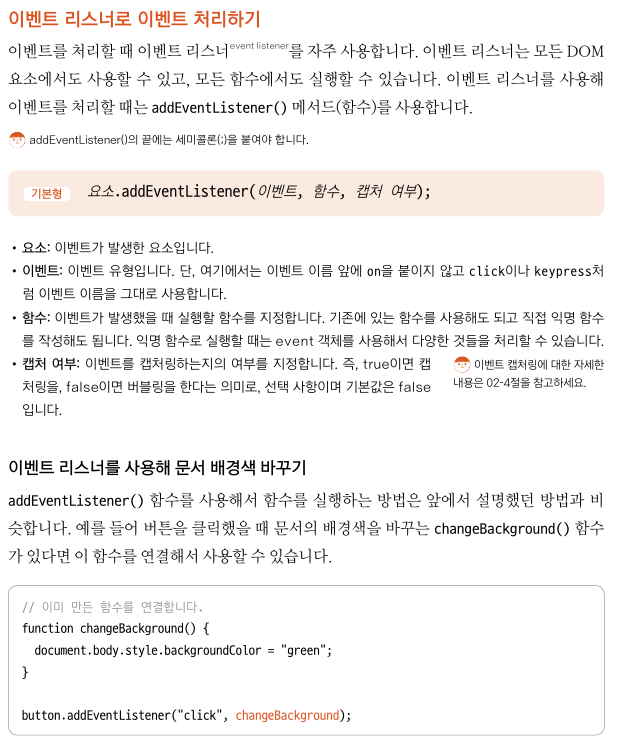 이벤트 리스너로 이벤트 처리하기
이벤트를 처리할 때 이벤트 리스너event listener를 자주 사용합니다. 이벤트 리스너는 모든 DOM
요소에서도 사용할 수 있고, 모든 함수에서도 실행할 수 있습니다. 이벤트 리스너를 사용해
이벤트를 처리할 때는 addEventListener() 메서드(함수)를 사용합니다.
addEventListener()의 끝에는 세미콜론(;)을 붙여야 합니다.
기본형 요소.addEventListener(이벤트, 함수, 캡처 여부);
• 요소: 이벤트가 발생한 요소입니다.
• 이벤트: 이벤트 유형입니다. 단, 여기에서는 이벤트 이름 앞에 on을 붙이지 않고 click이나 keypress처
럼 이벤트 이름을 그대로 사용합니다.
• 함수: 이벤트가 발생했을 때 실행할 함수를 지정합니다. 기존에 있는 함수를 사용해도 되고 직접 익명 함수
를 작성해도 됩니다. 익명 함수로 실행할 때는 event 객체를 사용해서 다양한 것들을 처리할 수 있습니다.
• 캡처 여부: 이벤트를 캡처링하는지의 여부를 지정합니다. 즉, true이면 캡
처링을, false이면 버블링을 한다는 의미로, 선택 사항이며 기본값은 false
입니다.
이벤트 캡처링에 대한 자세한
내용은 02-4절을 참고하세요.
이벤트 리스너를 사용해 문서 배경색 바꾸기
addEventListener() 함수를 사용해서 함수를 실행하는 방법은 앞에서 설명했던 방법과 비
슷합니다. 예를 들어 버튼을 클릭했을 때 문서의 배경색을 바꾸는 changeBackground() 함수
가 있다면 이 함수를 연결해서 사용할 수 있습니다.
// 이미 만든 함수를 연결합니다.
function changeBackground() {
  document.body.style.backgroundColor = "green";
}
button.addEventListener("click", changeBackground);